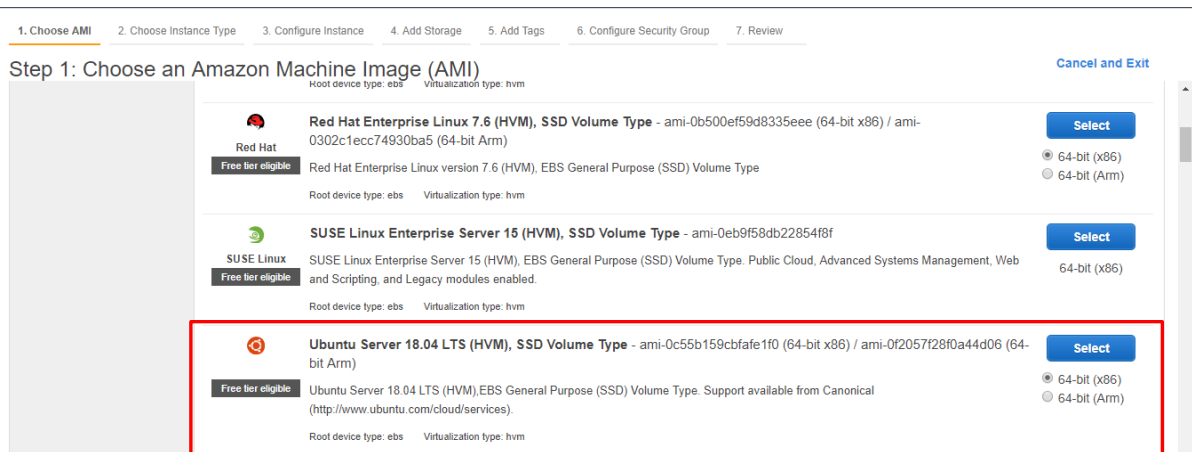 1. Choose AMI 2. Choose Instance Type 3. Configure Instance 4. Add Storage 5. Add Tags 6. Configure Security Group 7. Review
Step 1: Choose an Amazon Machine Image (AMI)
Cancel and Exit
Root device type: ebs Virtualization type: hvm
Red Hat
Free tier eligible
Red Hat Enterprise Linux 7.6 (HVM), SSD Volume Type - ami-0b500ef59d8335eee (64-bit x86) / ami-
0302c1ecc74930ba5 (64-bit Arm)
Red Hat Enterprise Linux version 7.6 (HVM), EBS General Purpose (SSD) Volume Type
Root device type: ebs Virtualization type: hvm
Select
64-bit (x86)
64-bit (Arm)
SUSE Linux
Free tier eligible
SUSE Linux Enterprise Server 15 (HVM), SSD Volume Type - ami-0eb9f58db22854f8f
SUSE Linux Enterprise Server 15 (HVM), EBS General Purpose (SSD) Volume Type. Public Cloud, Advanced Systems Management, Web
and Scripting, and Legacy modules enabled.
Root device type: ebs Virtualization type: hvm
Select
64-bit (x86)
Free tier eligible
Ubuntu Server 18.04 LTS (HVM), SSD Volume Type - ami-0c55b159cbfafe1f0 (64-bit x86) / ami-0f2057f28f0a44d06 (64-
bit Arm)
Ubuntu Server 18.04 LTS (HVM),EBS General Purpose (SSD) Volume Type. Support available from Canonical
(http://www.ubuntu.com/cloud/services).
Root device type: ebs Virtualization type: hvm
Select
64-bit (x86)
64-bit (Arm)